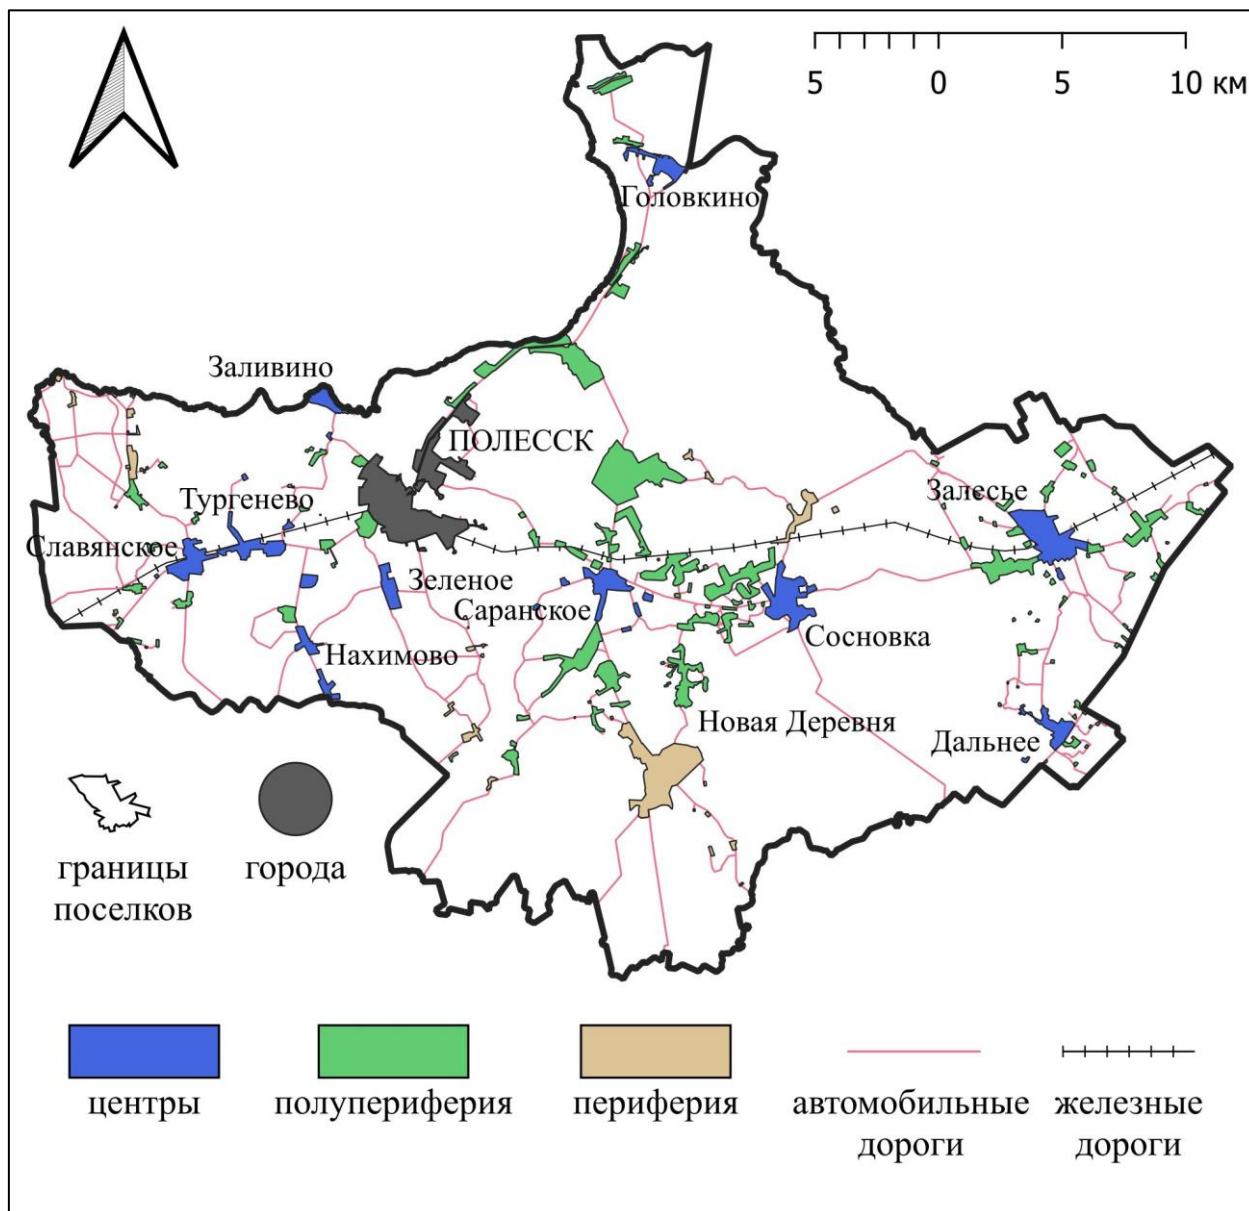 5 0 5 10 км
Головкино
Заливино
ПОЛЕССК
Тургенево
Залесье
Славянское
Зеленое
Саранское
Сосновка
Нахимово
Новая Деревня
Дальнее
границы
поселков
города
центры
полупериферия
периферия
автомобильные
дороги
железные
дороги